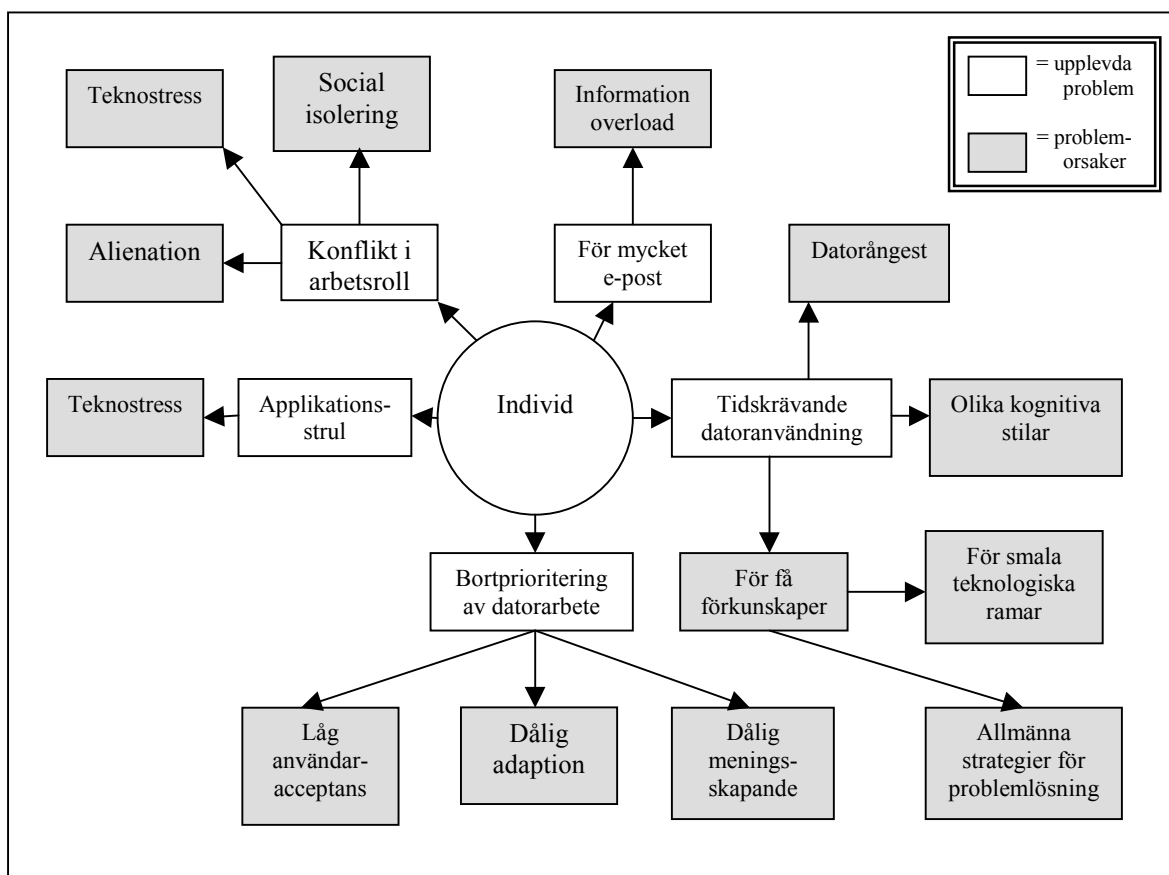 Teknostress
Social
isolering
Information
overload
= upplevda
problem
= problem-
orsaker
Alienation
Konflikt i
arbetsroll
För mycket
e-post
Datorångest
Teknostress
Applikations-
strul
Individ
Tidskrävande
datoranvändning
Olika kognitiva
stilar
Bortprioritering
av datorarbete
För få
förkunskaper
För smala
teknologiska
ramar
Låg
användar-
acceptans
Dålig
adaption
Dålig
menings-
skapande
Allmänna
strategier för
problemlösning